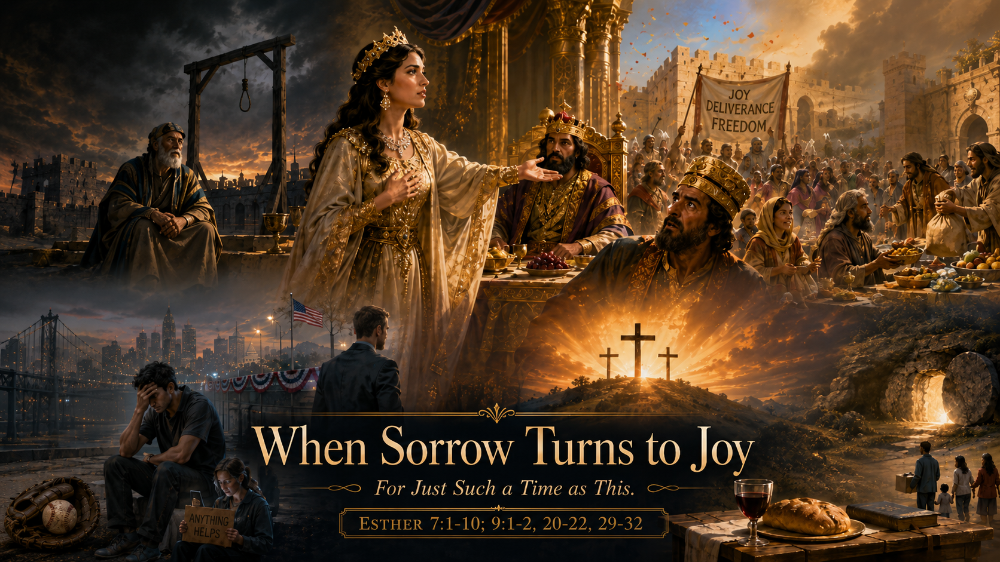 JOY
DELIVERANCE
FREEDOM
When Sorrow Turns to Joy
For Just Such a Time as This.
ESTHER 7:1-10; 9:1-2, 20-22, 29-32
ANYTHING
HELPS